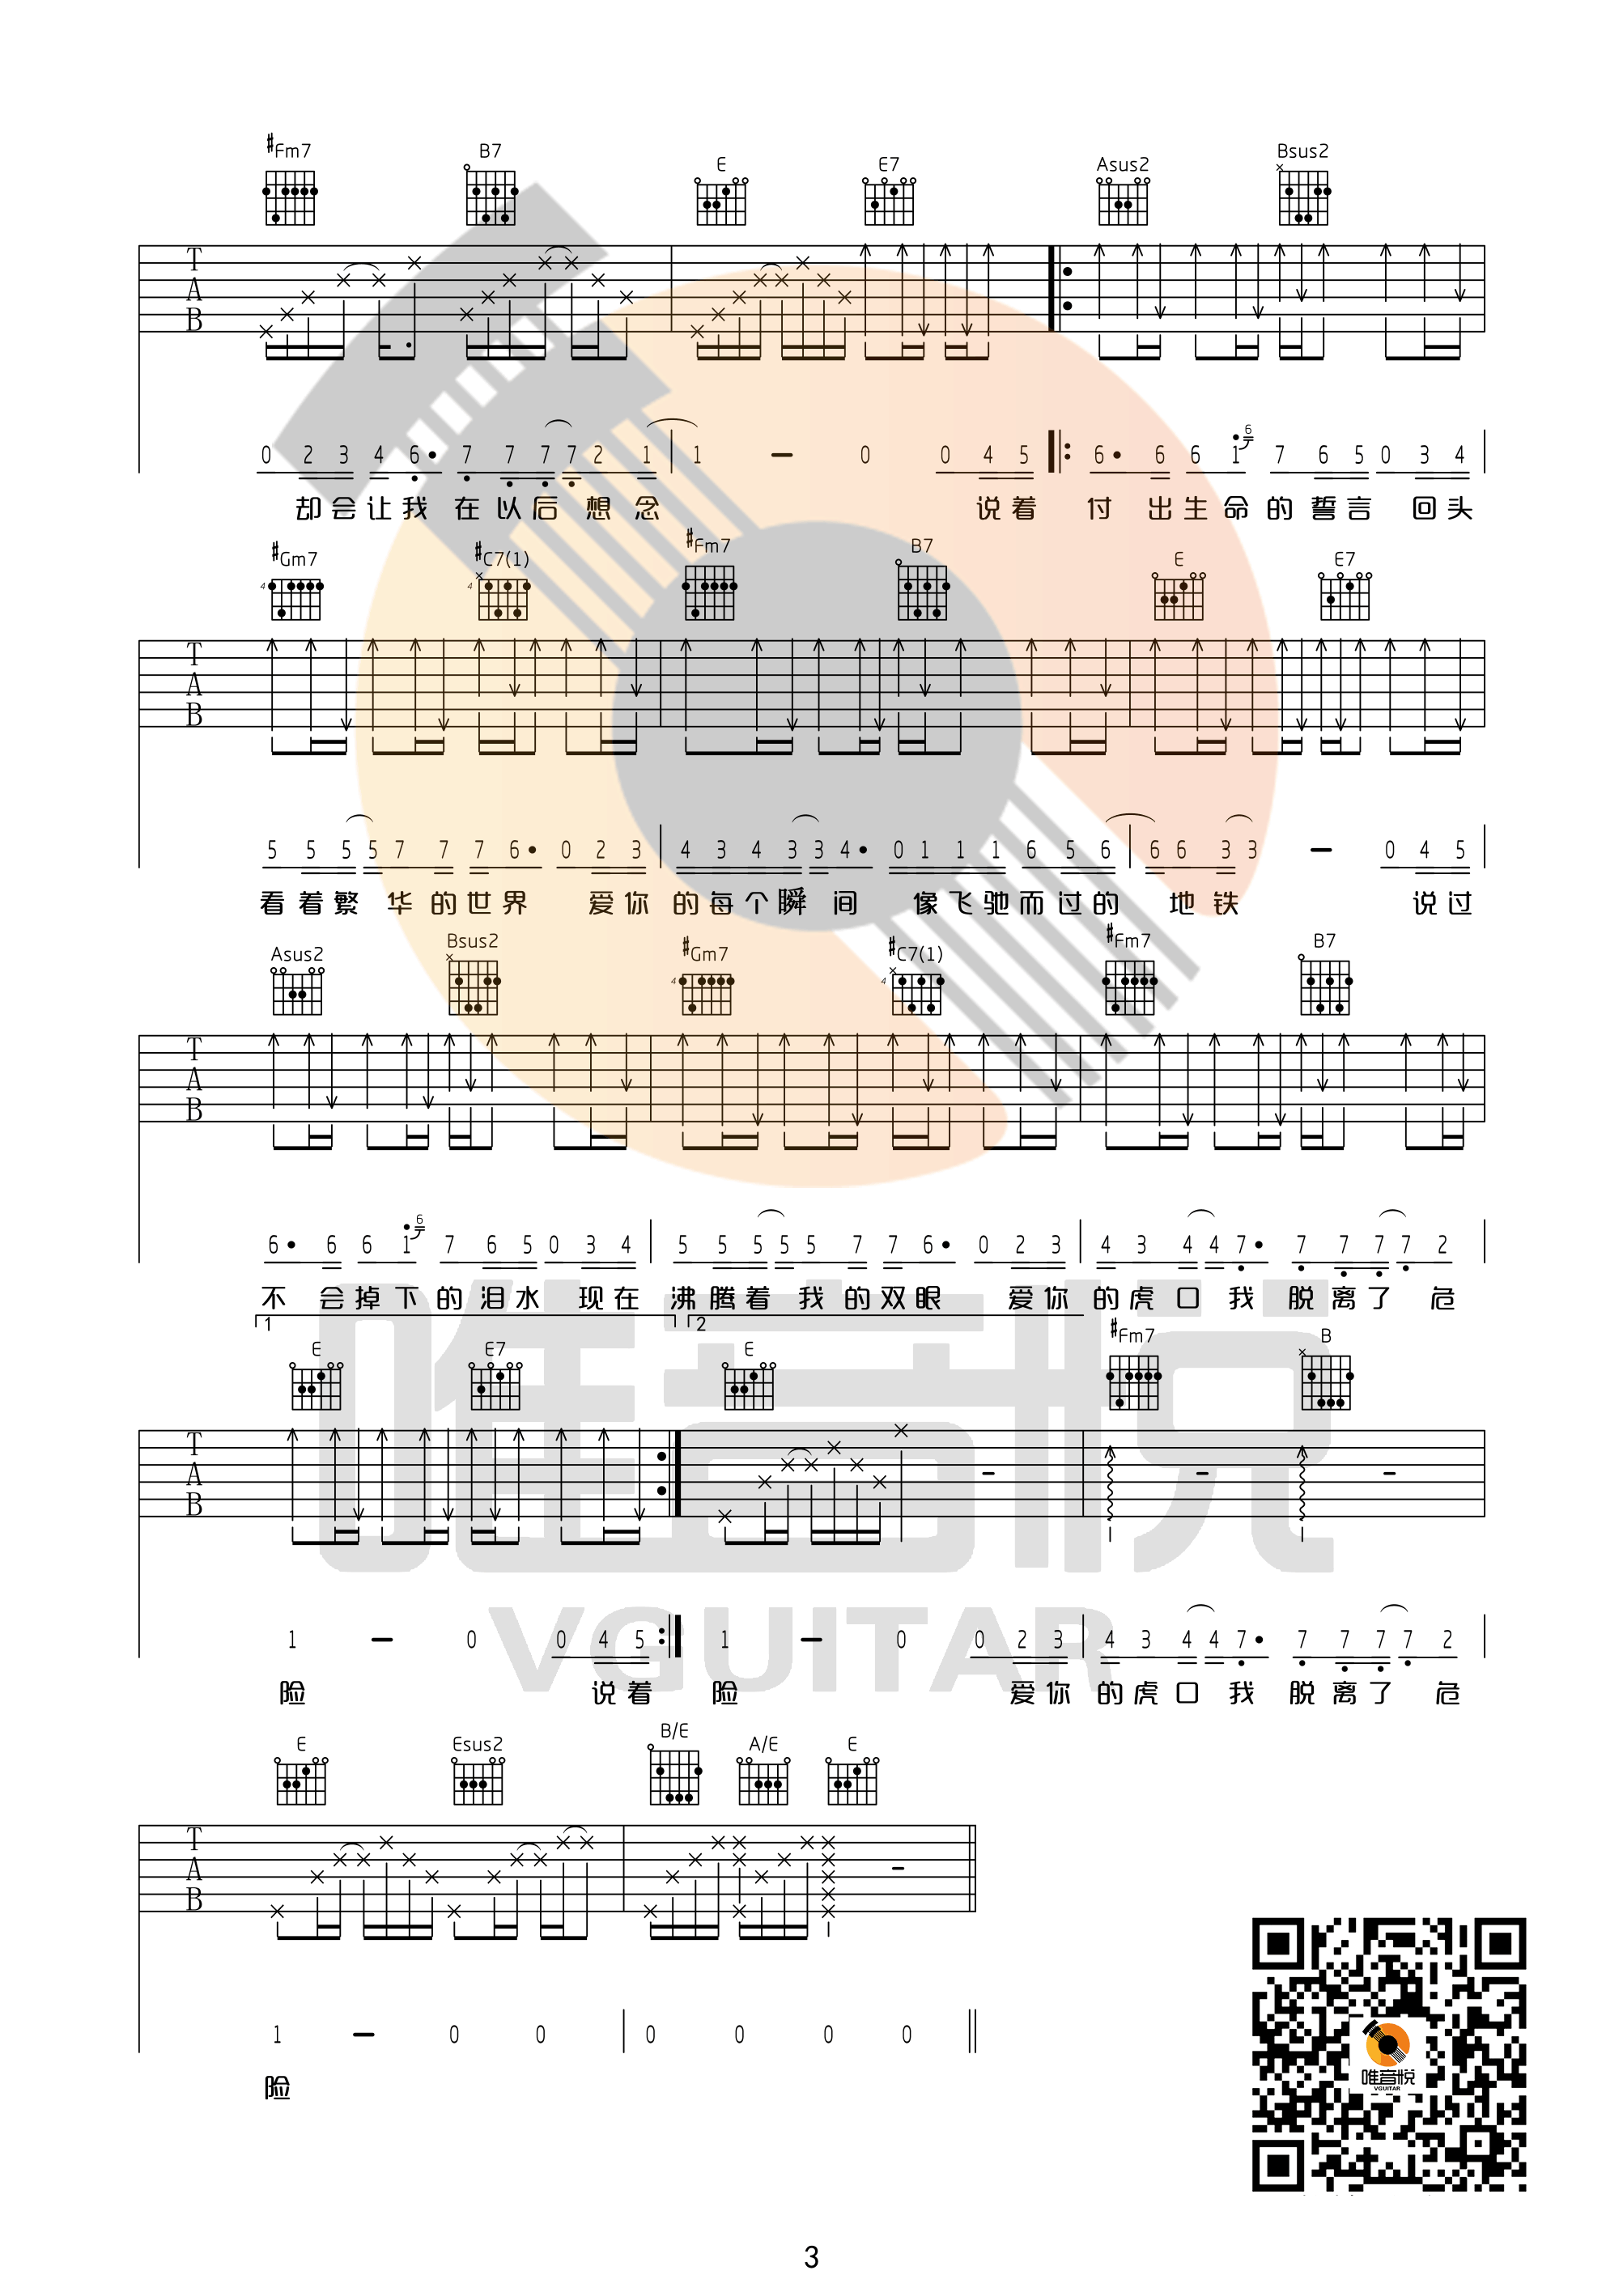 #Fm7 B7 E E7 Asus2 Bsus2
T
A
B
0 2 3 4 6• 7 7 7 7 2 1 1 — 0 0 4 5 6• 6 6 1 6 7 6 5 0 3 4
却会让我 在以后 想念 说着 付 出生命的誓言 回头
#Gm7 #C7(1) #Fm7 B7 E E7
4 4
T
A
B
5 5 5 5 7 7 7 6• 0 2 3 4 3 4 3 3 4• 0 1 1 1 6 5 6 6 6 3 3 — 0 4 5
看着繁 华的世界 爱你 的每个瞬间 像飞驰而过的 地铁 说过
Asus2 Bsus2 #Gm7 #C7(1) #Fm7 B7
4 4
T
A
B
6• 6 6 1 6 7 6 5 0 3 4 5 5 5 5 5 7 7 6• 0 2 3 4 3 4 4 7• 7 7 7 7 2
不 会掉下的泪水 现在 沸腾着 我的双眼 爱你 的虎口 我 脱离了 危
1 2
E E7 E #Fm7 B
T
A
B
1 — 0 0 4 5 1 — 0 0 2 3 4 3 4 4 7• 7 7 7 7 2
险 说着 险 爱你 的虎口 我 脱离了 危
E Esus2 B/E A/E E
T
A
B
1 — 0 0 0 0 0 0
险
唯音悦
VGUITAR
唯音悦
VGUITAR
3